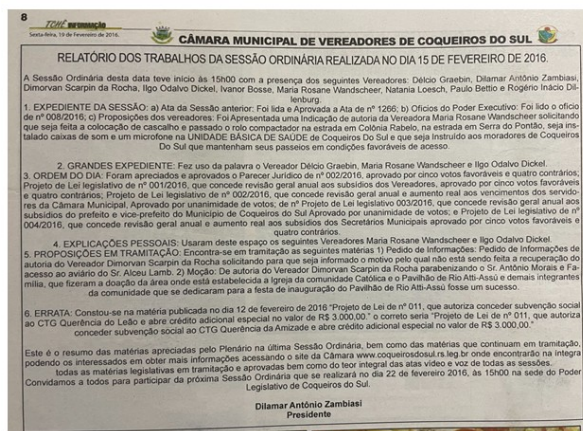 8
TCHÊ INFORMAÇÃO
Sexta-feira, 19 de Fevereiro de 2016.
CÂMARA MUNICIPAL DE VEREADORES DE COQUEIROS DO SUL
RELATÓRIO DOS TRABALHOS DA SESSÃO ORDINÁRIA REALIZADA NO DIA 15 DE FEVEREIRO DE 2016.
A Sessão Ordinária desta data teve início às 15h00 com a presença dos seguintes Vereadores: Délcio Graebin, Dilamar Antônio Zambiasi,
Dimorvan Scarpin da Rocha, Ilgo Odalvo Dickel, Ivanor Bosse, Maria Rosane Wandscheer, Natania Loesch, Paulo Bettio e Rogério Inácio Dil-
lenburg.
1. EXPEDIENTE DA SESSÃO: a) Ata da Sessão anterior: Foi lida e Aprovada a Ata de nº 1266; b) Ofícios do Poder Executivo: Foi lido o ofício
de nº 008/2016; c) Proposições dos vereadores: Foi Apresentada uma Indicação de autoria da Vereadora Maria Rosane Wandscheer solicitando
que seja feita a colocação de cascalho e passado o rolo compactador na estrada em Colônia Rabelo, na estrada em Serra do Pontão, seja ins-
talado caixas de som e um microfone na UNIDADE BÁSICA DE SAÚDE de Coqueiros Do Sul e que seja Instruído aos moradores de Coqueiros
Do Sul que mantenham seus passeios em condições favoráveis de acesso.
2. GRANDES EXPEDIENTE: Fez uso da palavra o Vereador Délcio Graebin, Maria Rosane Wandscheer e Ilgo Odalvo Dickel.
3. ORDEM DO DIA: Foram apreciados e aprovados o Parecer Jurídico de nº 002/2016, aprovado por cinco votos favoráveis e quatro contrários;
Projeto de Lei legislativo de nº 001/2016, que concede revisão geral anual aos subsídios dos Vereadores, aprovado por cinco votos favoráveis
e quatro contrários; Projeto de Lei legislativo de nº 002/2016, que concede revisão geral anual e aumento real aos vencimentos dos servido-
res da Câmara Municipal, Aprovado por unanimidade de votos; de nº Projeto de Lei legislativo 003/2016, que concede revisão geral anual aos
subsídios do prefeito e vice-prefeito do Município de Coqueiros do Sul Aprovado por unanimidade de votos; e Projeto de Lei legislativo de nº
004/2016, que concede revisão geral anual e aumento real aos subsídios dos Secretários Municipais aprovado por cinco votos favoráveis e
quatro contrários.
4. EXPLICAÇÕES PESSOAIS: Usaram deste espaço os seguintes Vereadores Maria Rosane Wandscheer e Ilgo Odalvo Dickel.
5. PROPOSIÇÕES EM TRAMITAÇÃO: Encontra-se em tramitação as seguintes matérias 1) Pedido de Informações: Pedido de Informações de
autoria do Vereador Dimorvan Scarpin da Rocha solicitando para que seja informado o motivo pelo qual não está sendo feita a recuperação do
acesso ao aviário do Sr. Alceu Lamb. 2) Moção: De autoria do Vereador Dimorvan Scarpin da Rocha parabenizando o Sr. Antônio Morais e Fa-
mília, que fizeram a doação da área onde está estabelecida a Igreja da comunidade Católica e o Pavilhão de Rio Atti-Assú e demais integrantes
da comunidade que se dedicaram para a festa de inauguração do Pavilhão de Rio Atti-Assú fosse um sucesso.
6. ERRATA: Constou-se na matéria publicada no dia 12 de fevereiro de 2016 "Projeto de Lei de nº 011, que autoriza conceder subvenção social
ao CTG Querência do Leão e abre crédito adicional especial no valor de R$ 3.000,00." o correto seria "Projeto de Lei de nº 011, que autoriza
conceder subvenção social ao CTG Querência da Amizade e abre crédito adicional especial no valor de R$ 3.000,00."
Este é o resumo das matérias apreciadas pelo Plenário na última Sessão Ordinária, bem como das matérias que continuam em tramitação,
podendo os interessados em obter mais informações acessando o site da Câmara www.coqueirosdosul.rs.leg.br onde encontrarão na íntegra
todas as matérias legislativas em tramitação e aprovadas bem como do teor integral das atas vídeo e voz de todas as sessões.
Convidamos a todos para participar da próxima Sessão Ordinária que se realizará no dia 22 de fevereiro 2016, às 15h00 na sede do Poder
Legislativo de Coqueiros do Sul.
Dilamar Antônio Zambiasi
Presidente